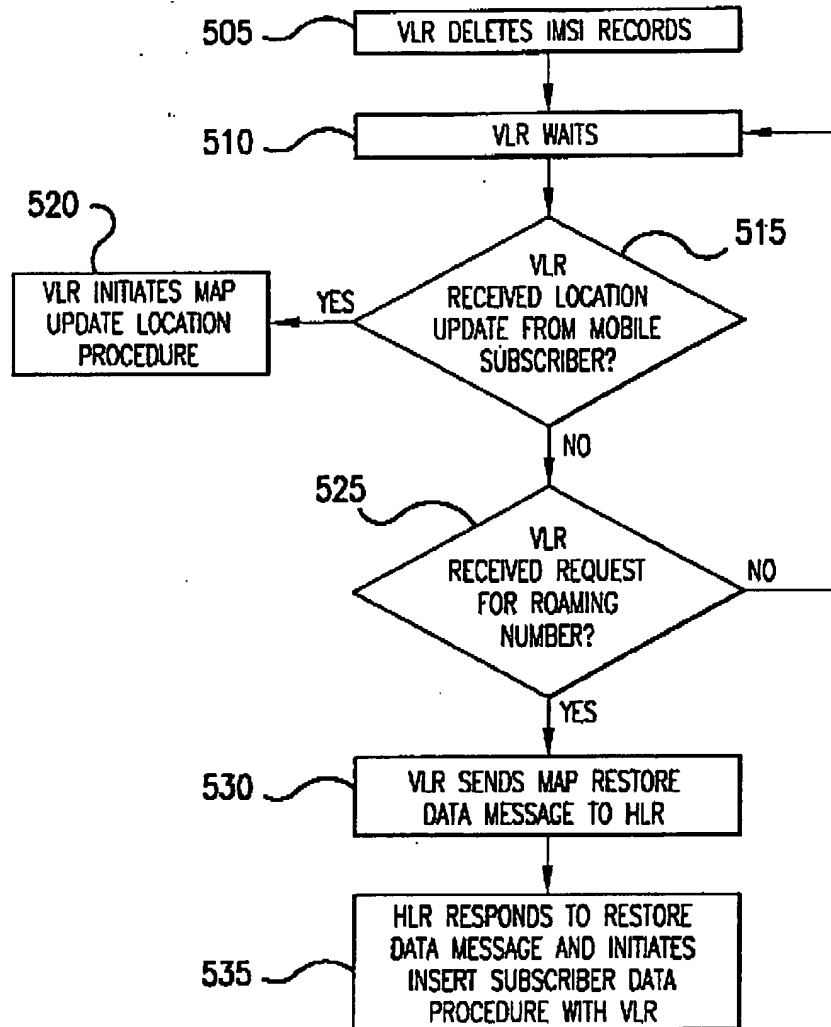 505
VLR DELETES IMSI RECORDS
510
VLR WAITS
520
515
VLR
RECEIVED LOCATION
UPDATE FROM MOBILE
SUBSCRIBER?
YES
VLR INITIATES MAP
UPDATE LOCATION
PROCEDURE
NO
525
VLR
RECEIVED REQUEST
FOR ROAMING
NUMBER?
NO
YES
530
VLR SENDS MAP RESTORE
DATA MESSAGE TO HLR
535
HLR RESPONDS TO RESTORE
DATA MESSAGE AND INITIATES
INSERT SUBSCRIBER DATA
PROCEDURE WITH VLR